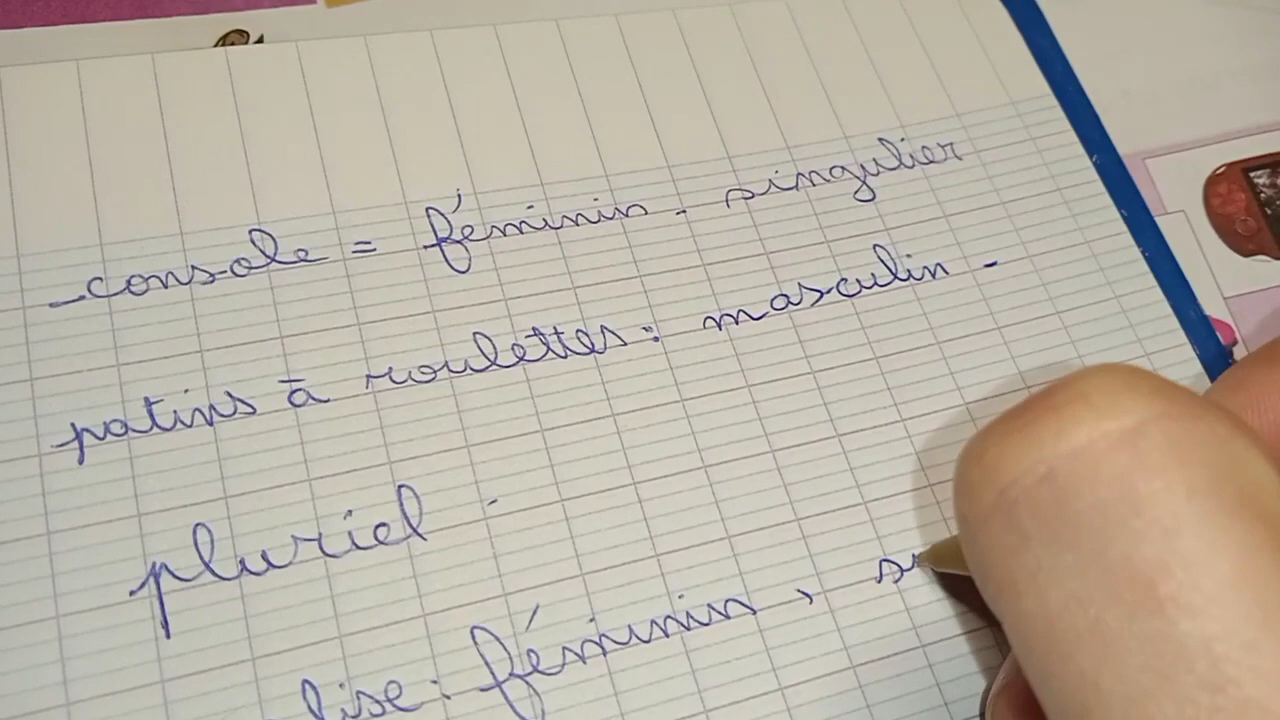 -console = féminin - singulier
patins à roulettes : masculin -
pluriel -
lise : féminin,